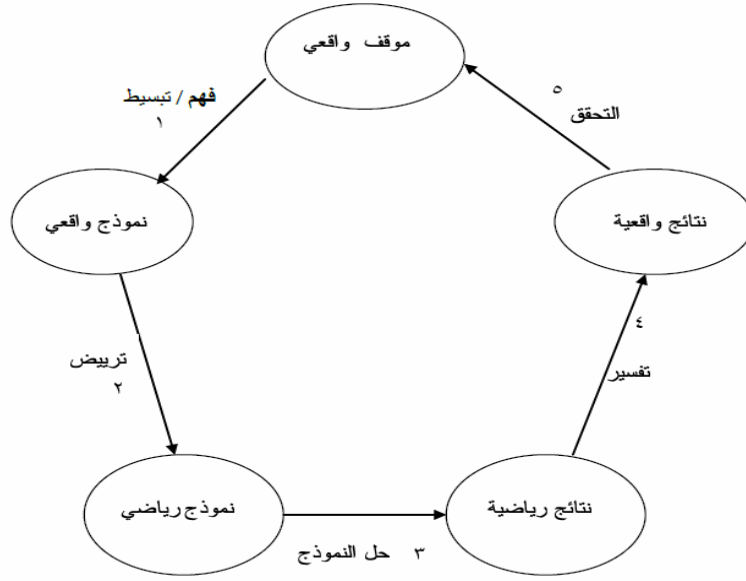 موقف واقعي
فهم / تبسيط
١
نموذج واقعي
ترييض
٢
نموذج رياضي
٣ حل النموذج
نتائج رياضية
٤
تفسير
نتائج واقعية
٥
التحقق